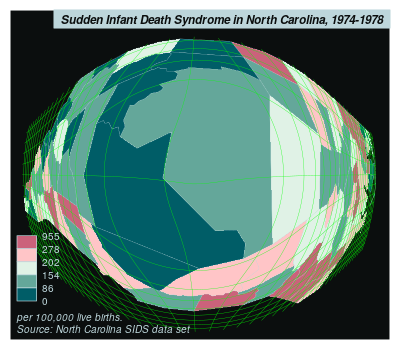 Sudden Infant Death Syndrome in North Carolina, 1974-1978
955
278
202
154
86
0
per 100,000 live births.
Source: North Carolina SIDS data set